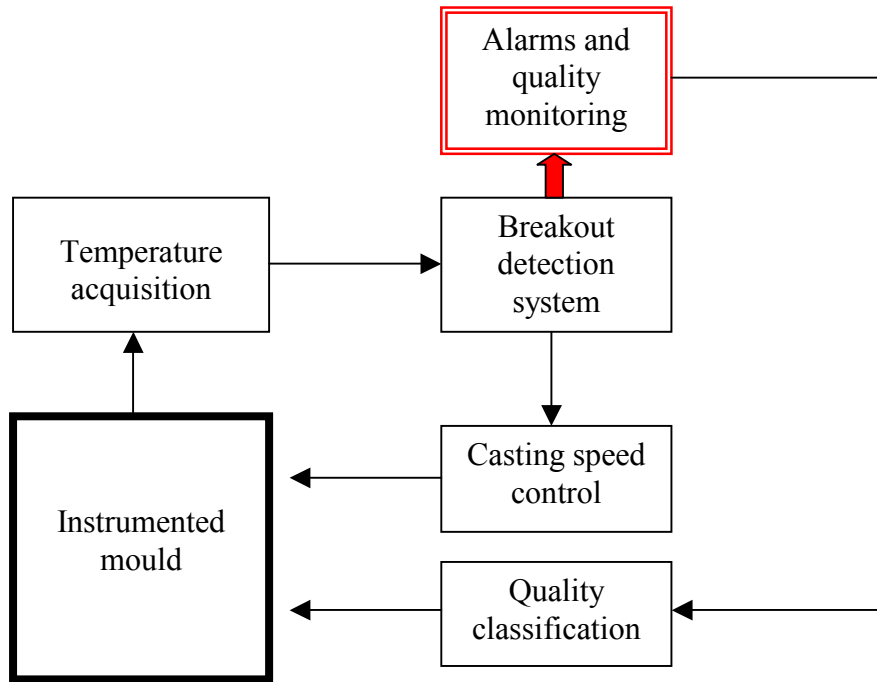 Alarms and
quality
monitoring
Temperature
acquisition
Breakout
detection
system
Casting speed
control
Instrumented
mould
Quality
classification